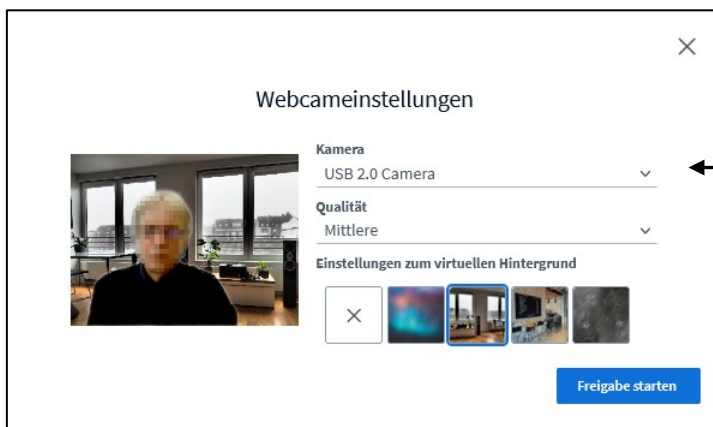 Webcameinstellungen
Kamera
USB 2.0 Camera
Qualität
Mittlere
Einstellungen zum virtuellen Hintergrund
Freigabe starten